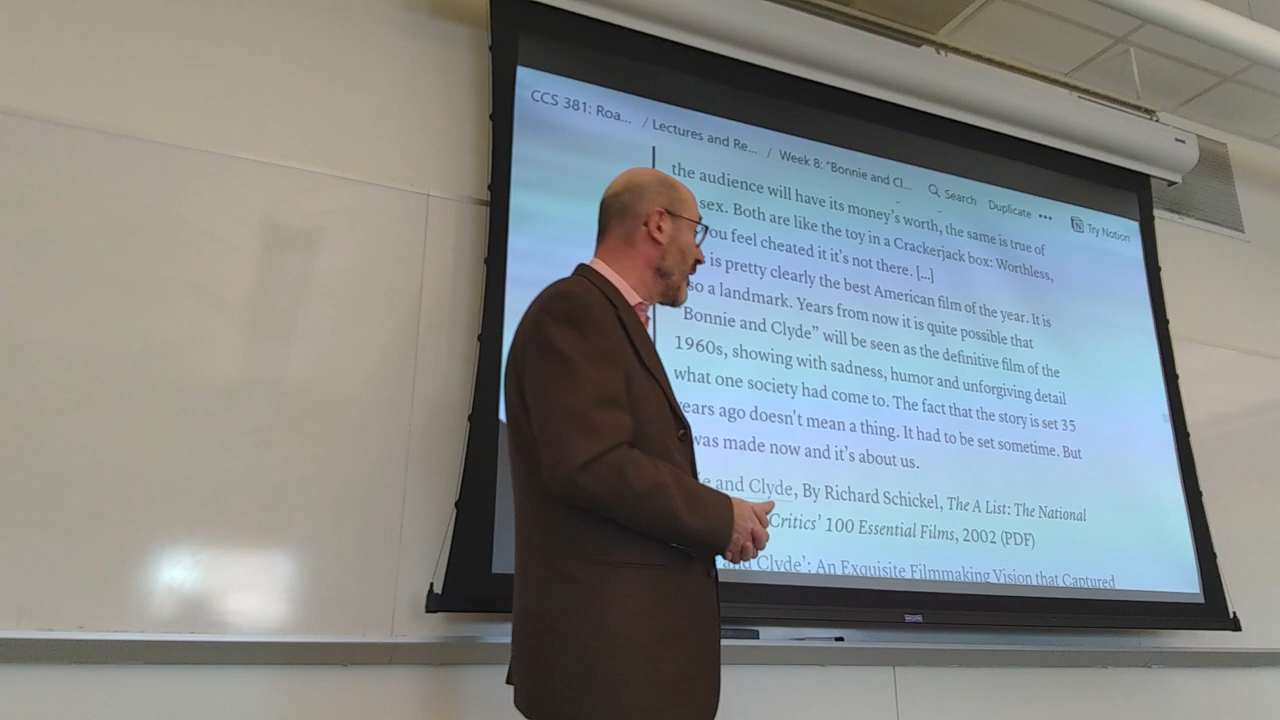 CCS 381: Roa... / Lectures and Re... / Week 8: "Bonnie and Cl... Search Duplicate ••• Try Notion
the audience will have its money's worth, the same is true of
sex. Both are like the toy in a Crackerjack box: Worthless,
ou feel cheated it it's not there. [...]
is pretty clearly the best American film of the year. It is
so a landmark. Years from now it is quite possible that
"Bonnie and Clyde" will be seen as the definitive film of the
1960s, showing with sadness, humor and unforgiving detail
what one society had come to. The fact that the story is set 35
years ago doesn't mean a thing. It had to be set sometime. But
was made now and it's about us.
ie and Clyde, By Richard Schickel, The A List: The National
Critics' 100 Essential Films, 2002 (PDF)
and Clyde': An Exquisite Filmmaking Vision that Captured